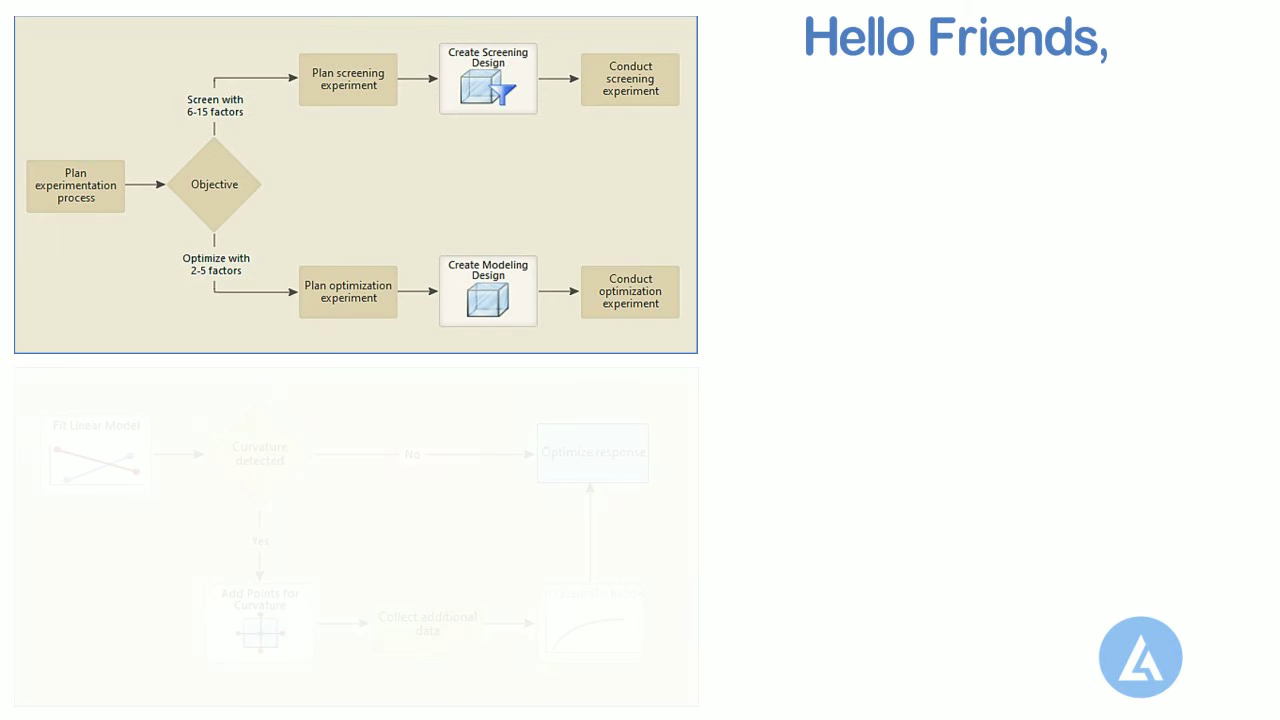 Hello Friends,
Create Screening
Design
Plan screening
experiment
Conduct
screening
experiment
Screen with
6-15 factors
Plan
experimentation
process
Objective
Optimize with
2-5 factors
Create Modeling
Design
Plan optimization
experiment
Conduct
optimization
experiment
Fit Linear Model
Curvature
detected
No
Optimize response
Yes
Add Points for
Curvature
Collect additional
data